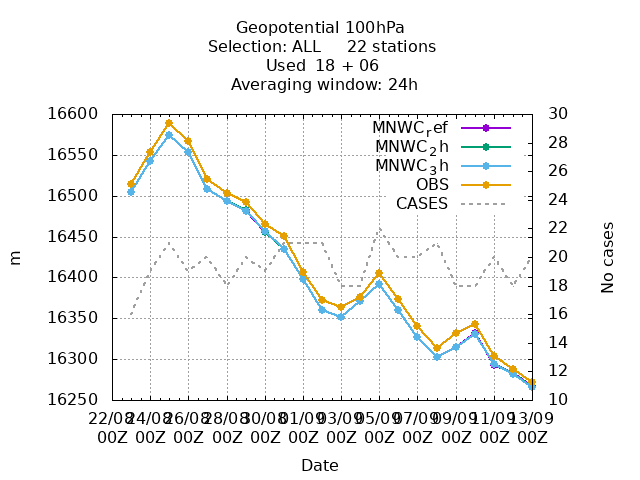 Geopotential 100hPa
Selection: ALL 22 stations
Used 18 + 06
Averaging window: 24h
16600
16550
16500
16450
16400
16350
16300
16250
m
30
28
26
24
22
20
18
16
14
12
10
No cases
MNWC_ref
MNWC_2h
MNWC_3h
OBS
CASES
22/08 24/08 26/08 28/08 30/08 01/09 03/09 05/09 07/09 09/09 11/09 13/09
00Z 00Z 00Z 00Z 00Z 00Z 00Z 00Z 00Z 00Z 00Z 00Z
Date